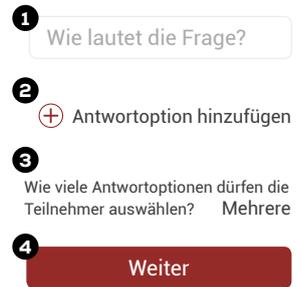 1
Wie lautet die Frage?
2
Antwortoption hinzufügen
3
Wie viele Antwortoptionen dürfen die
Teilnehmer auswählen? Mehrere
4
Weiter